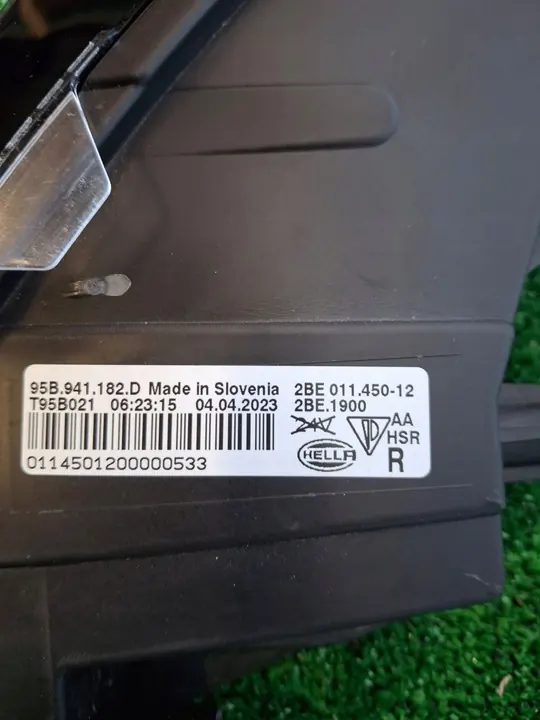 95B.941.182.D Made in Slovenia 2BE 011.450-12
T95B021 06:23:15 04.04.2023 2BE.1900
24V
AA
HSR
HELLA
R
0114501200000533